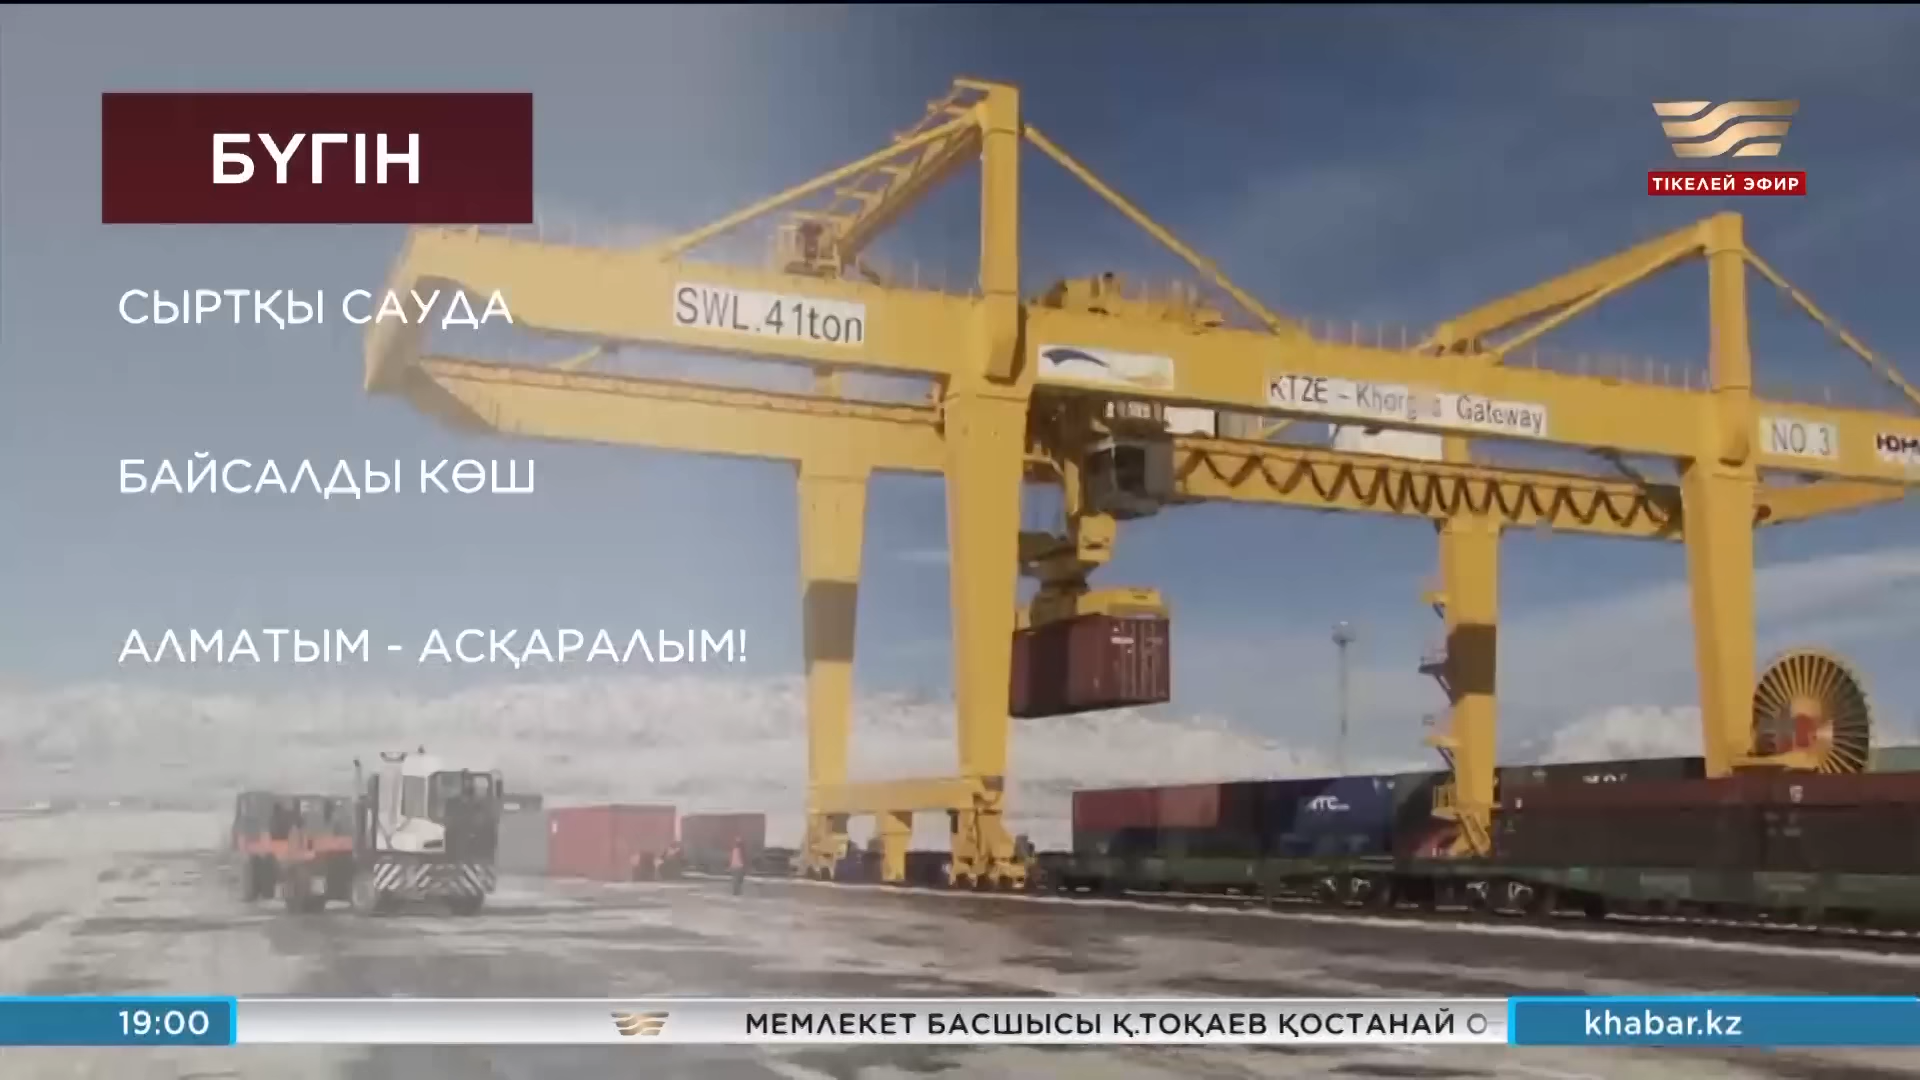 БҮГІН
ТІКЕЛЕЙ ЭФИР
СЫРТҚЫ САУДА
SWL.41ton
KTZE - Khorgos Gateway
NO.3
БАЙСАЛДЫ КӨШ
АЛМАТЫМ - АСҚАРАЛЫМ!
19:00
МЕМЛЕКЕТ БАСШЫСЫ Қ.ТОҚАЕВ ҚОСТАНАЙ О
khabar.kz